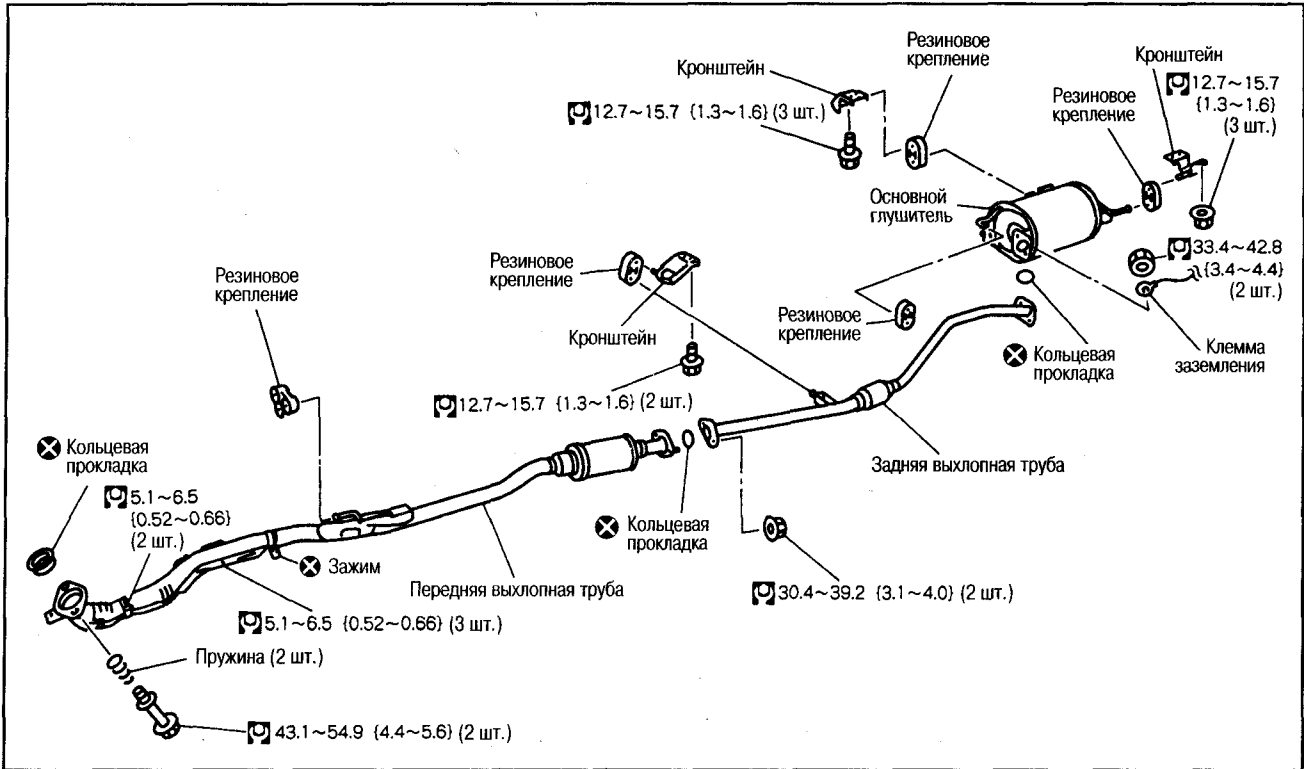 Резиновое
крепление
Кронштейн
Кронштейн
12.7~15.7
{1.3~1.6}
(3 шт.)
Резиновое
крепление
12.7~15.7 {1.3~1.6} (3 шт.)
Основной
глушитель
33.4~42.8
{3.4~4.4}
(2 шт.)
Резиновое
крепление
Резиновое
крепление
Кронштейн
Резиновое
крепление
Кольцевая
прокладка
Клемма
заземления
12.7~15.7 {1.3~1.6} (2 шт.)
Кольцевая
прокладка
Задняя выхлопная труба
5.1~6.5
{0.52~0.66}
(2 шт.)
Кольцевая
прокладка
Зажим
Передняя выхлопная труба
30.4~39.2 {3.1~4.0} (2 шт.)
5.1~6.5 {0.52~0.66} (3 шт.)
Пружина (2 шт.)
43.1~54.9 {4.4~5.6} (2 шт.)